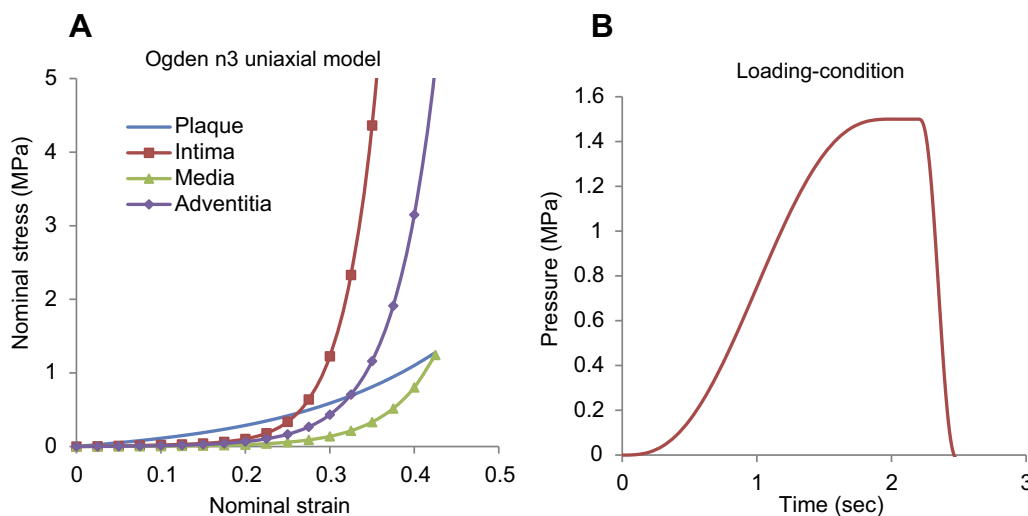 A
Ogden n3 uniaxial model
5
4
3
2
1
0
Nominal stress (MPa)
Plaque
Intima
Media
Adventitia
0 0.1 0.2 0.3 0.4 0.5
Nominal strain
B
Loading-condition
1.6
1.4
1.2
1
0.8
0.6
0.4
0.2
0
Pressure (MPa)
0 1 2 3
Time (sec)